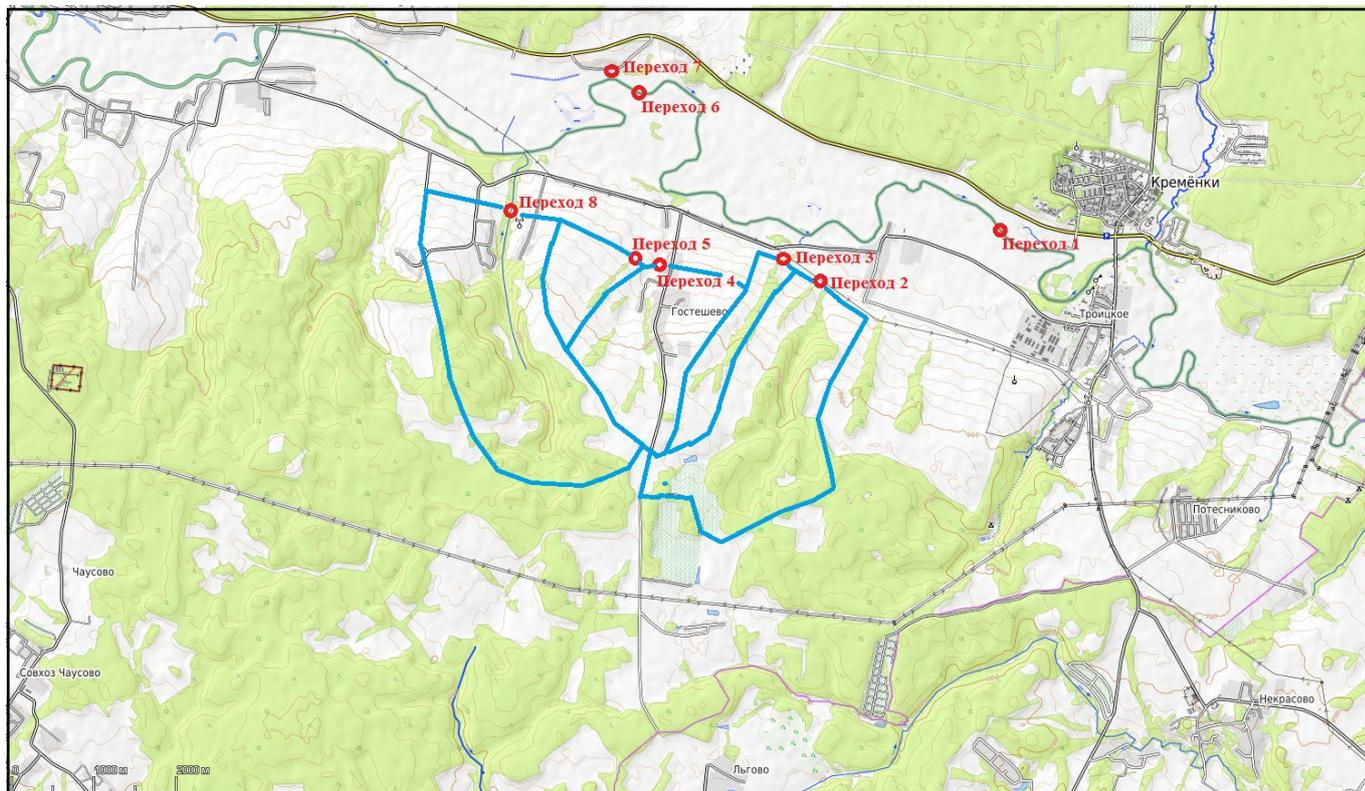 Переход 7
Переход 6
Кремёнки
Переход 8
Переход 1
Переход 5
Переход 3
Переход 4
Переход 2
Гостешево
Троицкое
Потесниково
Чаусово
Совхоз Чаусово
Некрасово
Льгово
0 1000 м 2000 м